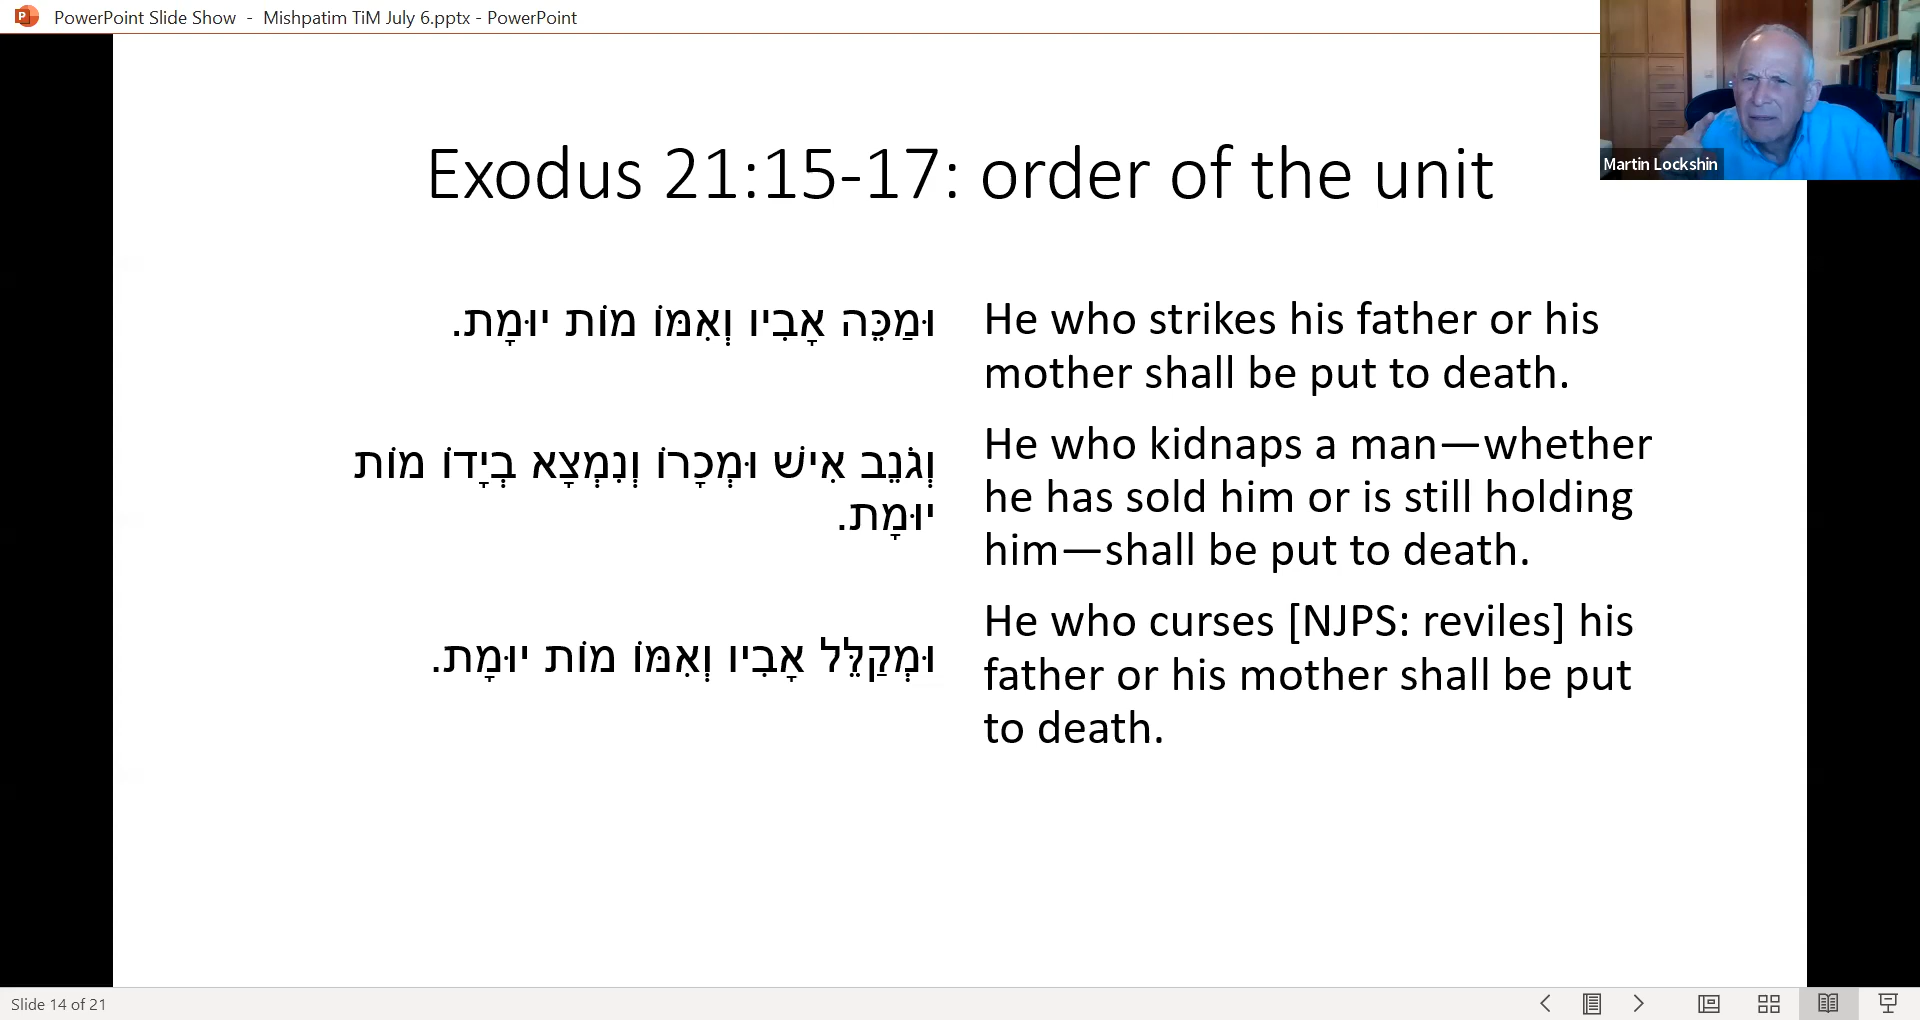 PowerPoint Slide Show - Mishpatim TiM July 6.pptx - PowerPoint
Martin Lockshin
Exodus 21:15-17: order of the unit
וּמַכֵּה אָבִיו וְאִמּוֹ מוֹת יוּמָת.
וְגֹנֵב אִישׁ וּמְכָרוֹ וְנִמְצָא בְיָדוֹ מוֹת
יוּמָת.
וּמְקַלֵּל אָבִיו וְאִמּוֹ מוֹת יוּמָת.
He who strikes his father or his
mother shall be put to death.
He who kidnaps a man—whether
he has sold him or is still holding
him—shall be put to death.
He who curses [NJPS: reviles] his
father or his mother shall be put
to death.
Slide 14 of 21